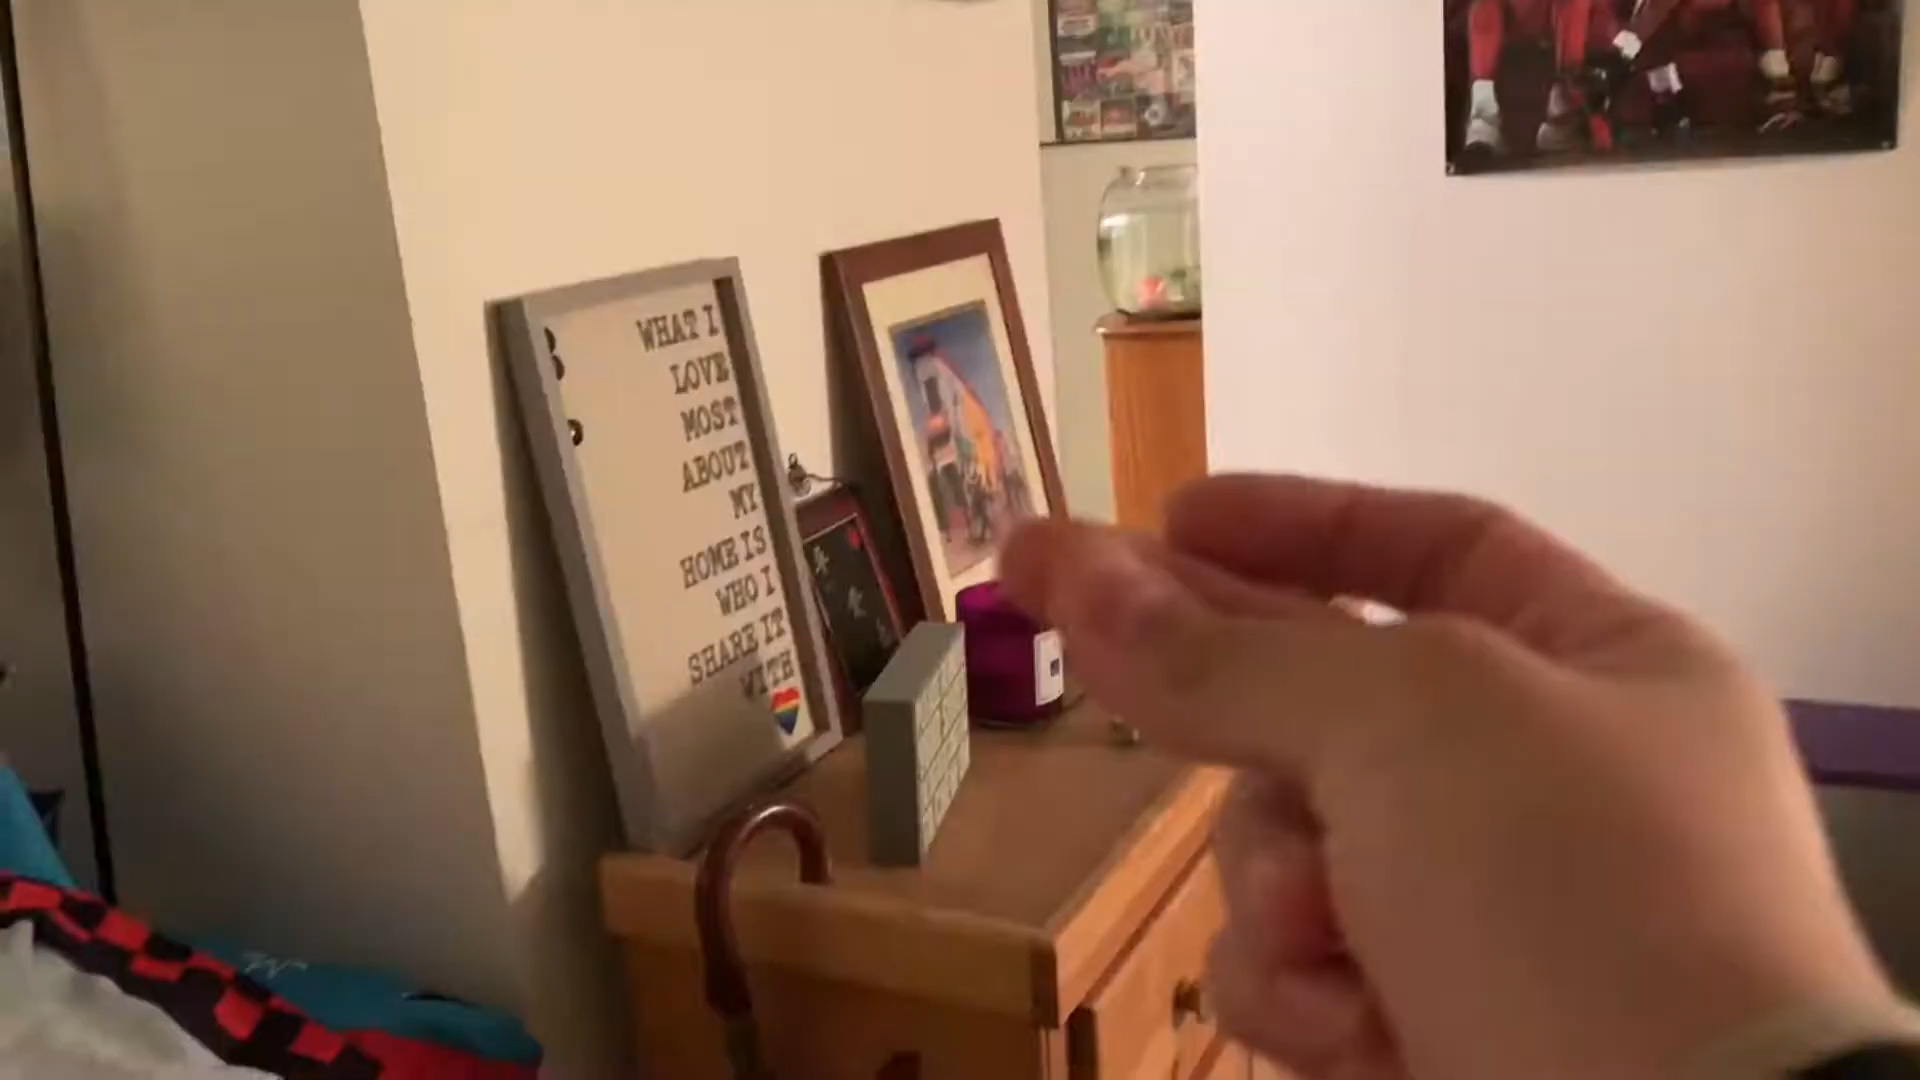 WHAT I
LOVE
MOST
ABOUT
MY
HOME IS
WHO I
SHARE IT
WITH